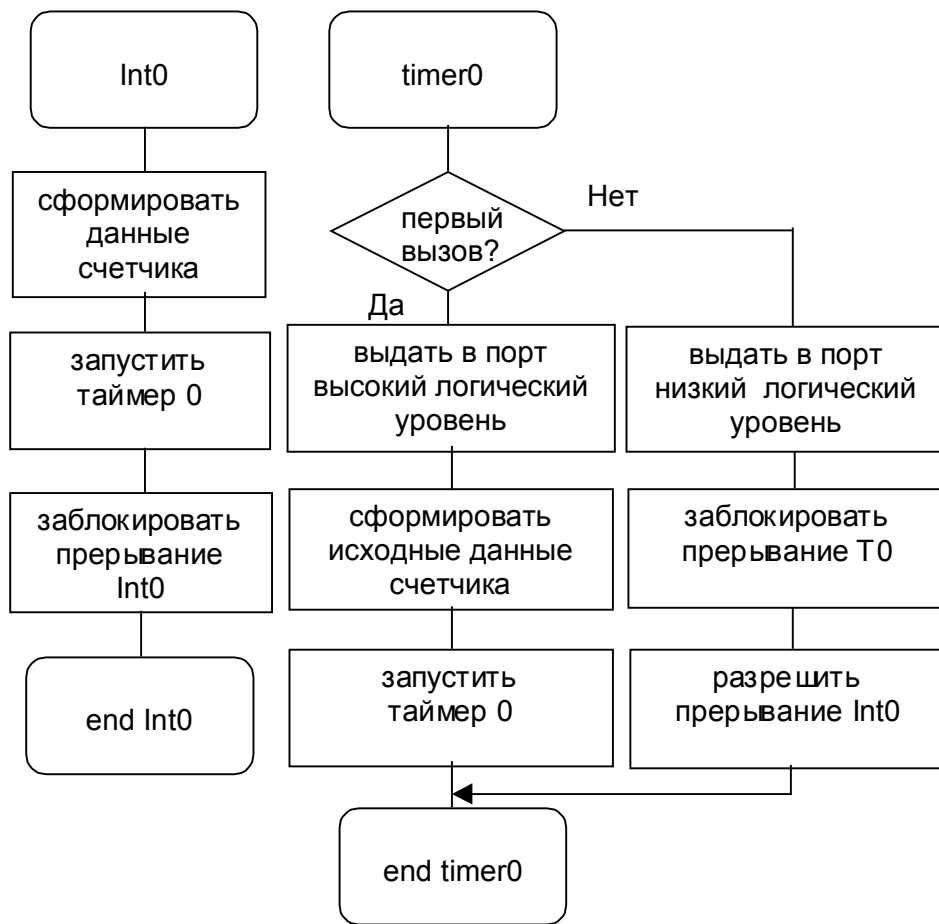 Int0
сформировать
данные
счетчика
запустить
таймер 0
заблокировать
прерывание
Int0
end Int0
timer0
первый
вызов?
Нет
Да
выдать в порт
высокий логический
уровень
сформировать
исходные данные
счетчика
запустить
таймер 0
выдать в порт
низкий логический
уровень
заблокировать
прерывание T0
разрешить
прерывание Int0
end timer0